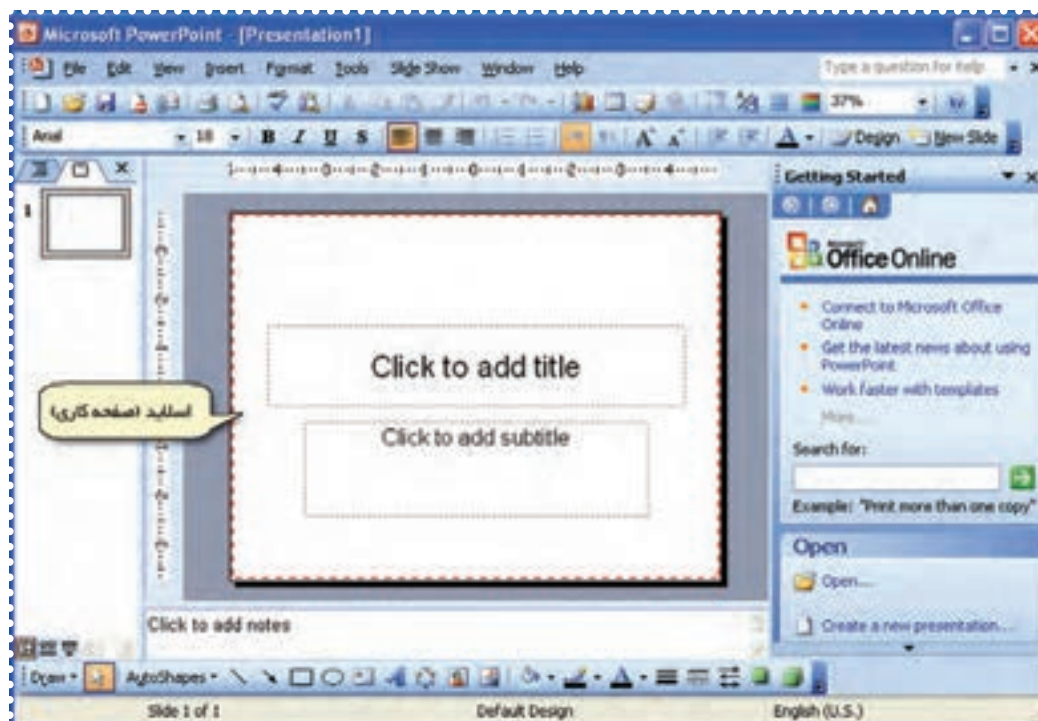 Microsoft PowerPoint - [Presentation1]
File Edit View Insert Format Tools Slide Show Window Help
Type a question for help
37%
Arial 18 B I U S A A A Design New Slide
Getting Started
1
Microsoft
Office Online
Connect to Microsoft Office
Online
Get the latest news about using
PowerPoint
Work faster with templates
More...
Click to add title
اسلاید (صفحه کاری)
Click to add subtitle
Search for:
Example: "Print more than one copy"
Open
Open...
Create a new presentation...
Click to add notes
Draw AutoShapes
Slide 1 of 1 Default Design English (U.S.)